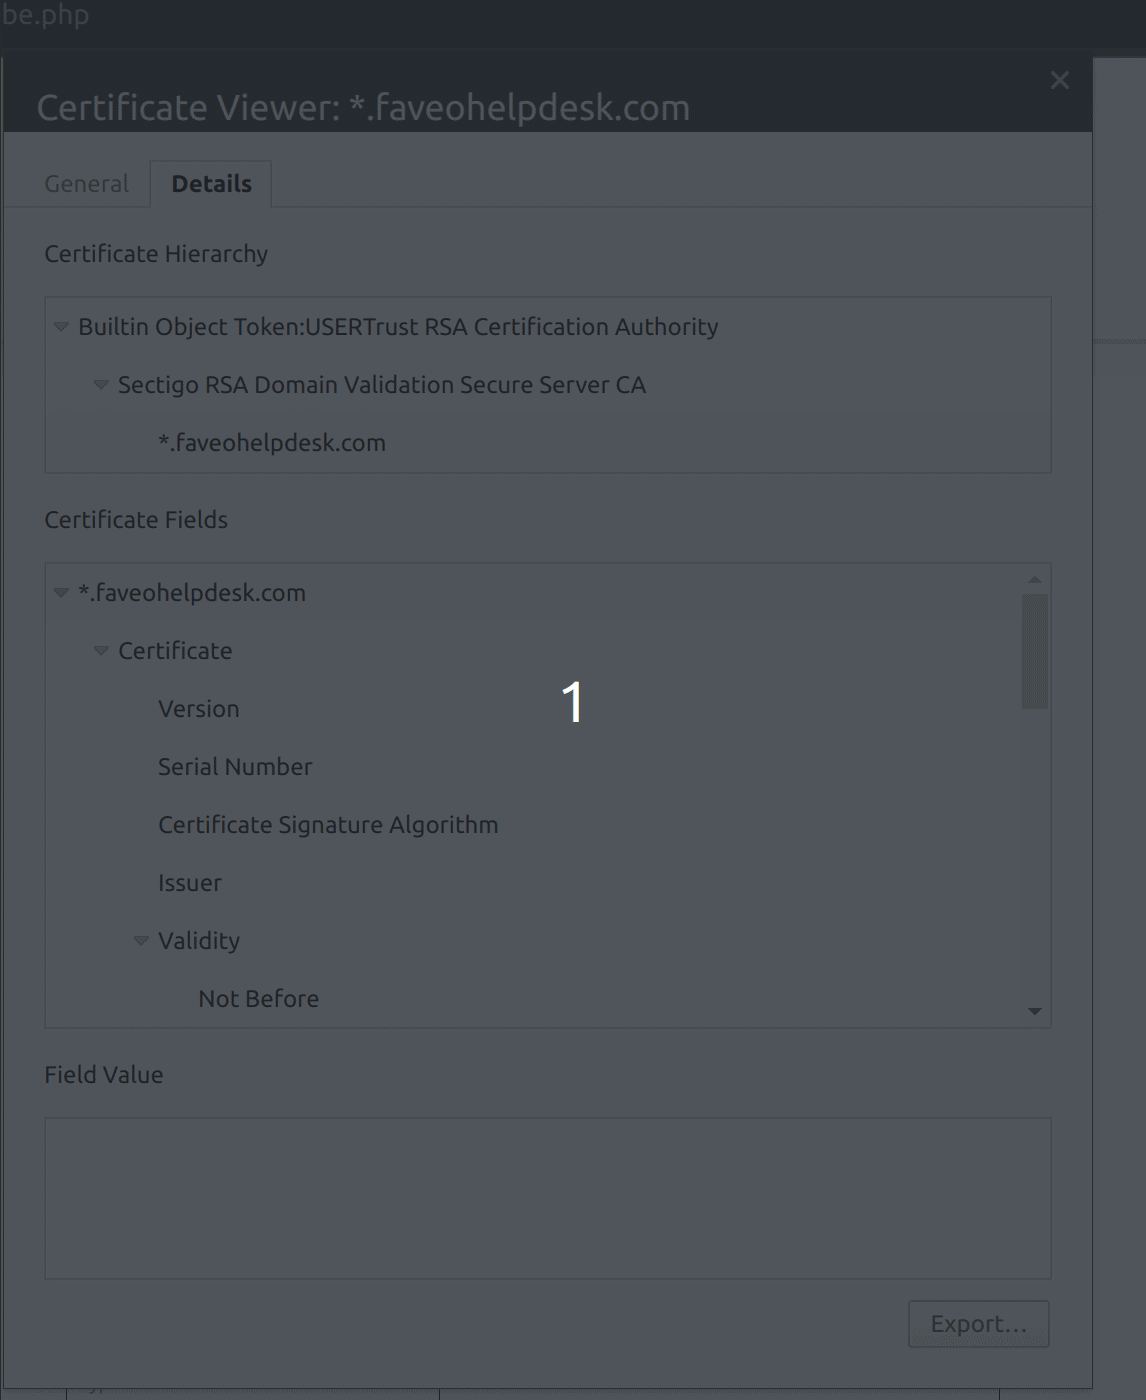 be.php
Certificate Viewer: *.faveohelpdesk.com
General
Details
Certificate Hierarchy
Builtin Object Token:USERTrust RSA Certification Authority
Sectigo RSA Domain Validation Secure Server CA
*.faveohelpdesk.com
Certificate Fields
*.faveohelpdesk.com
Certificate
Version
1
Serial Number
Certificate Signature Algorithm
Issuer
Validity
Not Before
Field Value
Export...